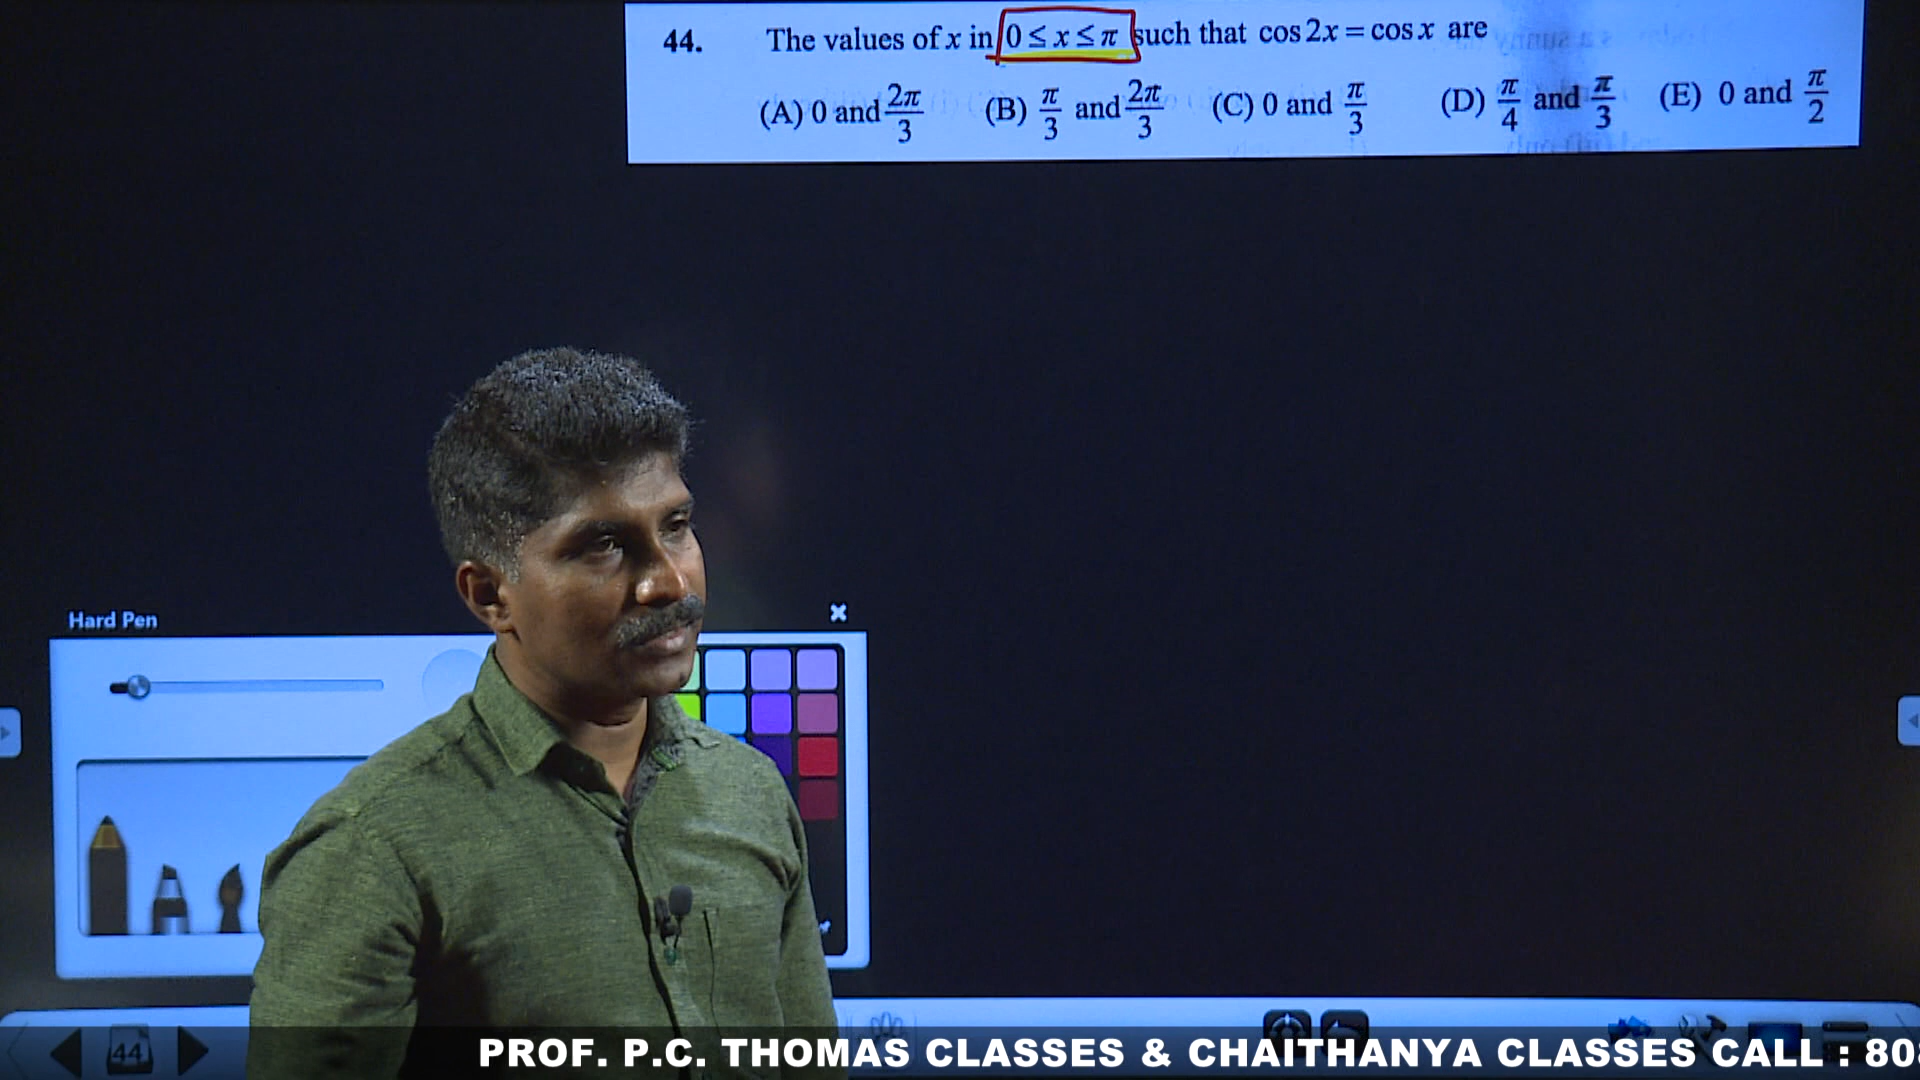 44. The values of x in 0 ≤ x ≤ π such that cos 2x = cos x are
(A) 0 and 2π/3 (B) π/3 and 2π/3 (C) 0 and π/3 (D) π/4 and π/3 (E) 0 and π/2
Hard Pen
44
PROF. P.C. THOMAS CLASSES & CHAITHANYA CLASSES CALL : 80